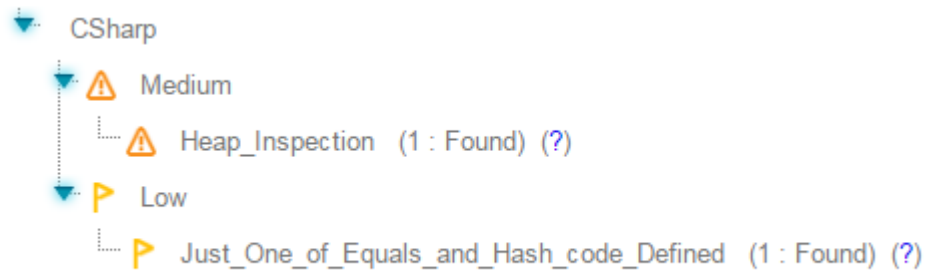 CSharp
Medium
Heap_Inspection (1 : Found) (?)
Low
Just_One_of_Equals_and_Hash_code_Defined (1 : Found) (?)